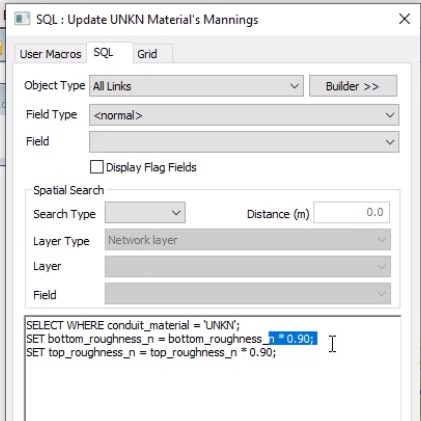 SQL : Update UNKN Material's Mannings
User Macros SQL Grid
Object Type All Links Builder >>
Field Type <normal>
Field
Display Flag Fields
Spatial Search
Search Type Distance (m) 0.0
Layer Type Network layer
Layer
Field
SELECT WHERE conduit_material = 'UNKN';
SET bottom_roughness_n = bottom_roughness_n * 0.90;
SET top_roughness_n = top_roughness_n * 0.90;